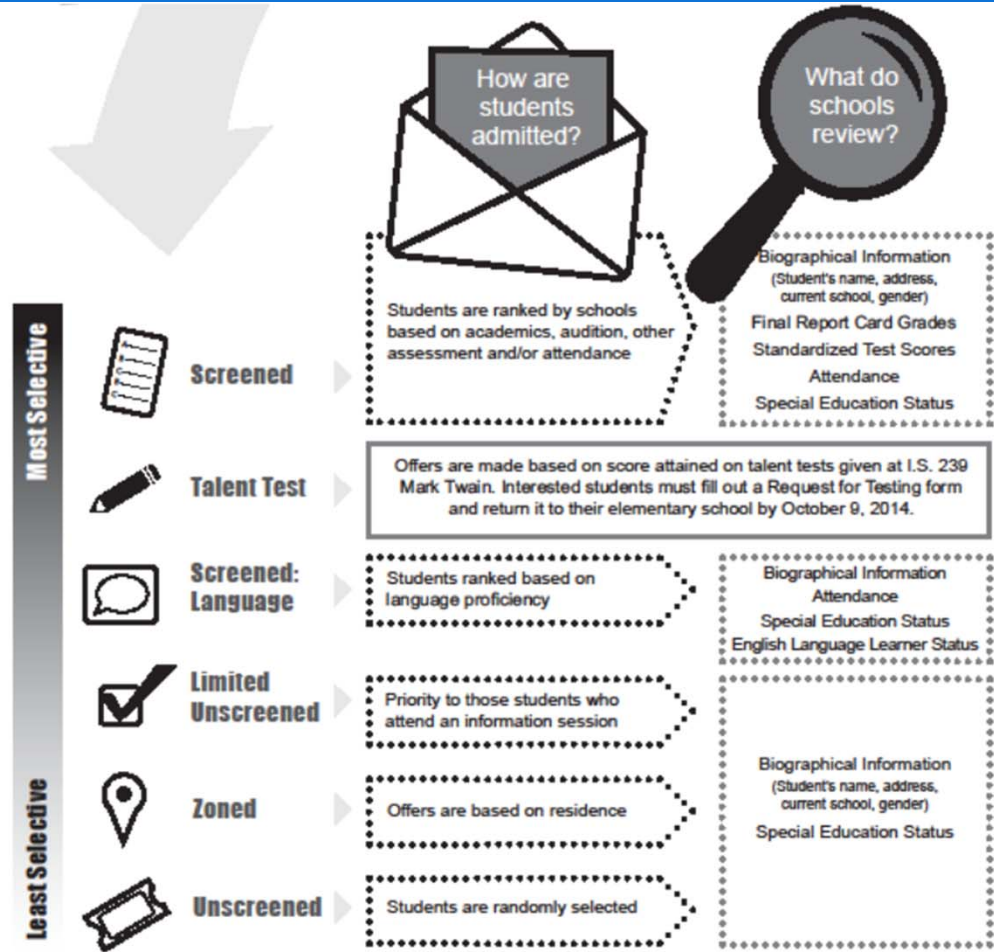 How are
students
admitted?
What do
schools
review?
Most Selective
Least Selective
Screened
Students are ranked by schools
based on academics, audition, other
assessment and/or attendance
Biographical Information
(Student's name, address,
current school, gender)
Final Report Card Grades
Standardized Test Scores
Attendance
Special Education Status
Talent Test
Offers are made based on score attained on talent tests given at I.S. 239
Mark Twain. Interested students must fill out a Request for Testing form
and return it to their elementary school by October 9, 2014.
Screened:
Language
Students ranked based on
language proficiency
Biographical Information
Attendance
Special Education Status
English Language Learner Status
Limited
Unscreened
Priority to those students who
attend an information session
Zoned
Offers are based on residence
Unscreened
Students are randomly selected
Biographical Information
(Student's name, address,
current school, gender)
Special Education Status